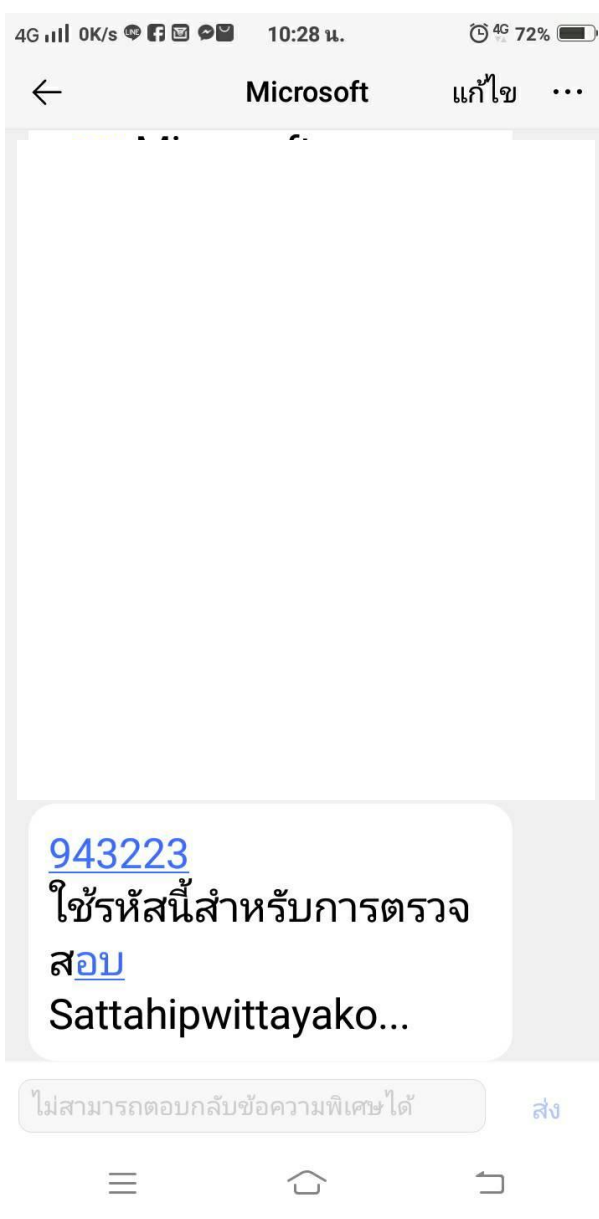 4G 0K/s 10:28 น. 4G 72%
Microsoft แก้ไข ...
943223
ใช้รหัสนี้สำหรับการตรวจ
สอบ
Sattahipwittayako...
ไม่สามารถตอบกลับข้อความพิเศษได้ ส่ง